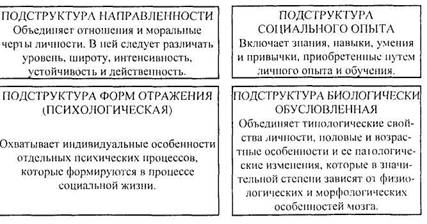 ПОДСТРУКТУРА НАПРАВЛЕННОСТИ
Объединяет отношения и моральные
черты личности. В ней следует различать
уровень, широту, интенсивность,
устойчивость и действенность.
ПОДСТРУКТУРА
СОЦИАЛЬНОГО ОПЫТА
Включает знания, навыки, умения
и привычки, приобретенные путем
личного опыта и обучения.
ПОДСТРУКТУРА ФОРМ ОТРАЖЕНИЯ
(ПСИХОЛОГИЧЕСКАЯ)
Охватывает индивидуальные особенности
отдельных психических процессов,
которые формируются в процессе
социальной жизни.
ПОДСТРУКТУРА БИОЛОГИЧЕСКИ
ОБУСЛОВЛЕННАЯ
Объединяет типологические свой-
ства личности, половые и возраст-
ные особенности и ее патологиче-
ские изменения, которые в значи-
тельной степени зависят от физио-
логических и морфологических
особенностей мозга.